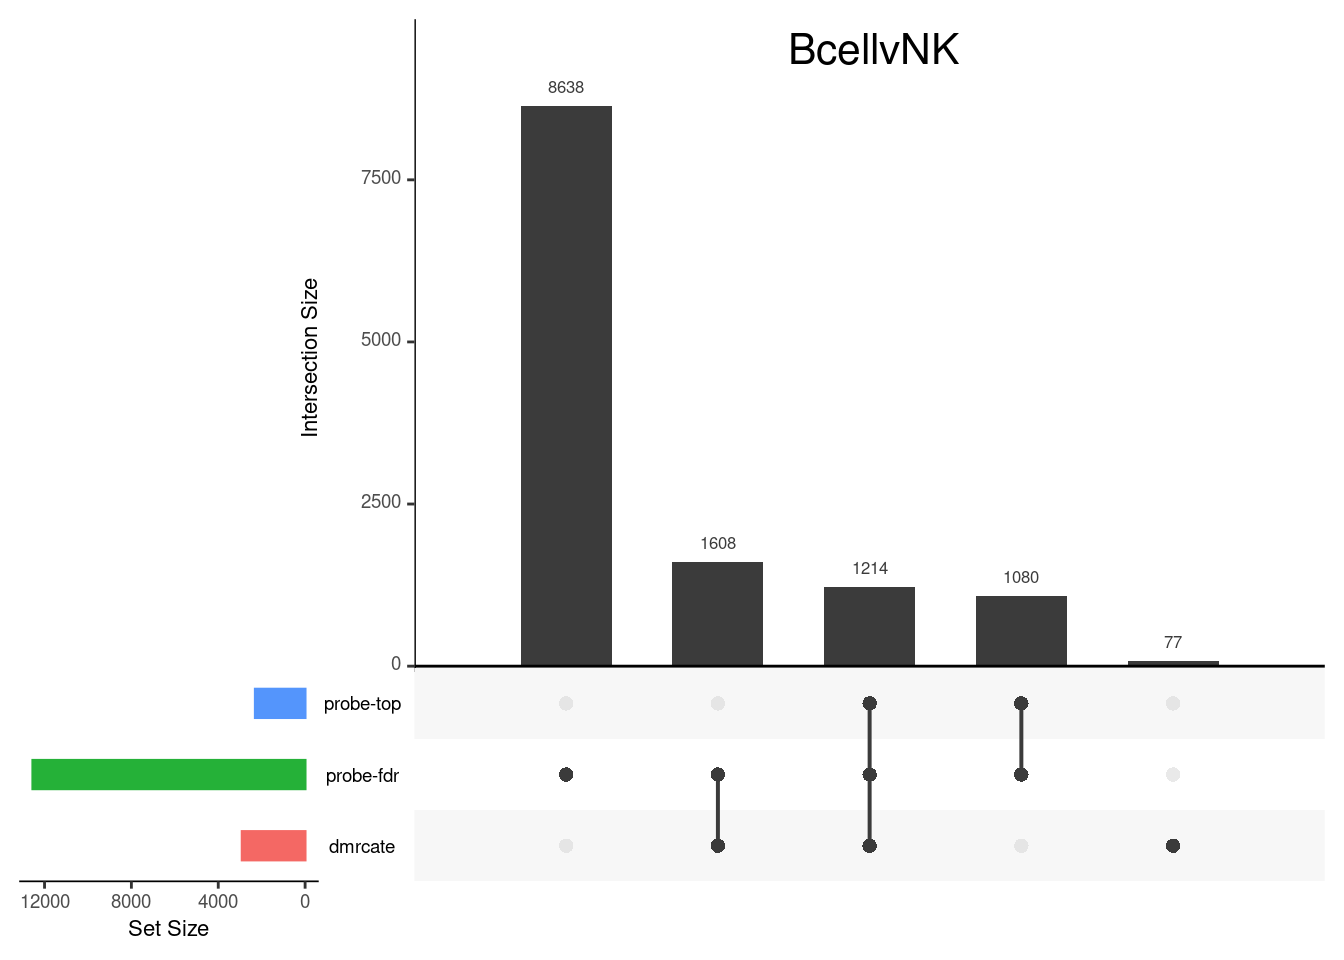 BcellvNK
8638
7500
Intersection Size
5000
2500
1608
1214
1080
77
0
probe-top
probe-fdr
dmrcate
12000 8000 4000 0
Set Size